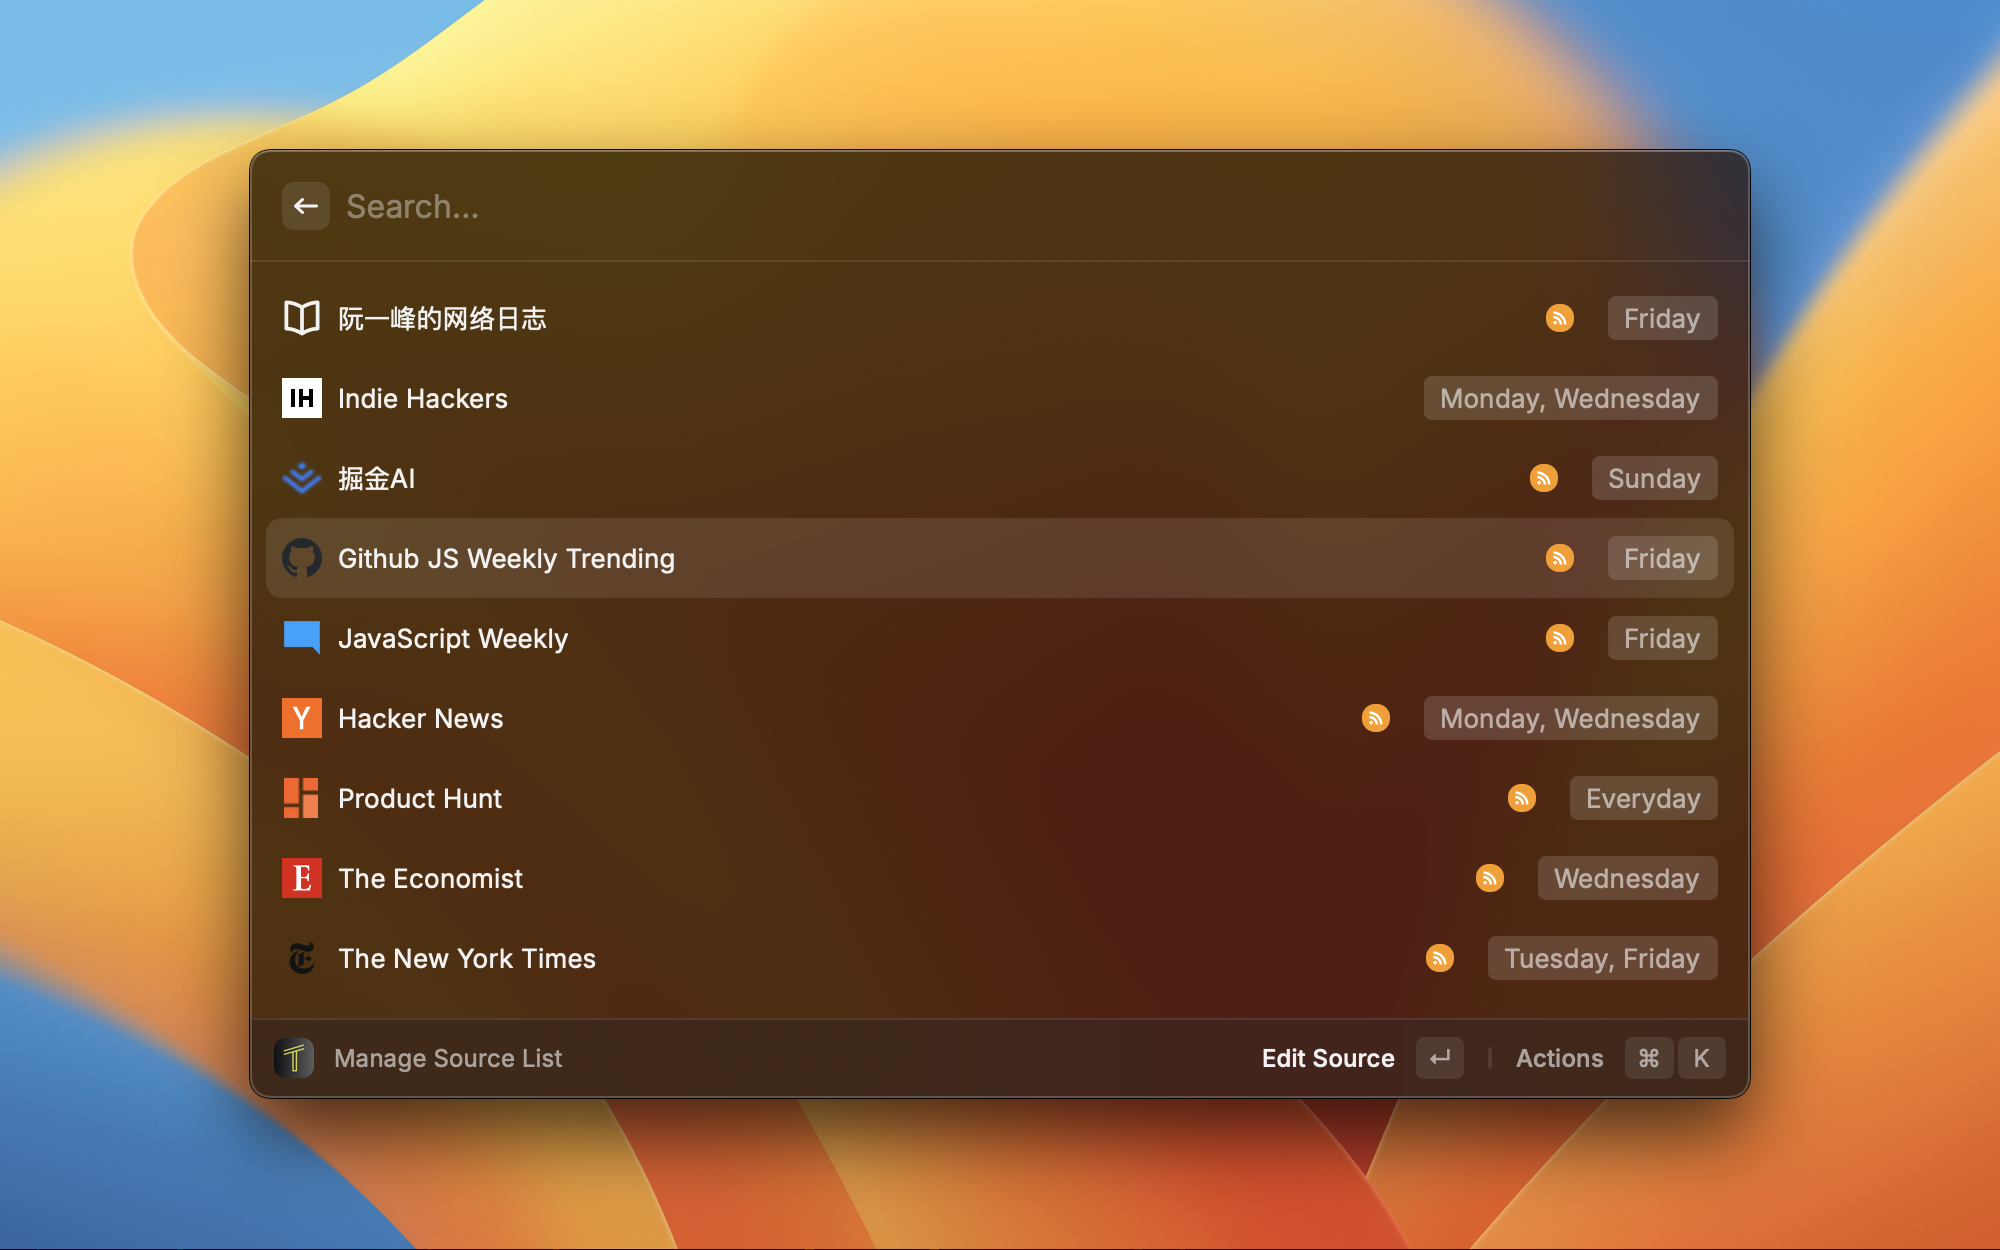 Search...
阮一峰的网络日志 Friday
IH Indie Hackers Monday, Wednesday
掘金AI Sunday
Github JS Weekly Trending Friday
JavaScript Weekly Friday
Y Hacker News Monday, Wednesday
Product Hunt Everyday
E The Economist Wednesday
T The New York Times Tuesday, Friday
T Manage Source List Edit Source ↵ Actions ⌘ K